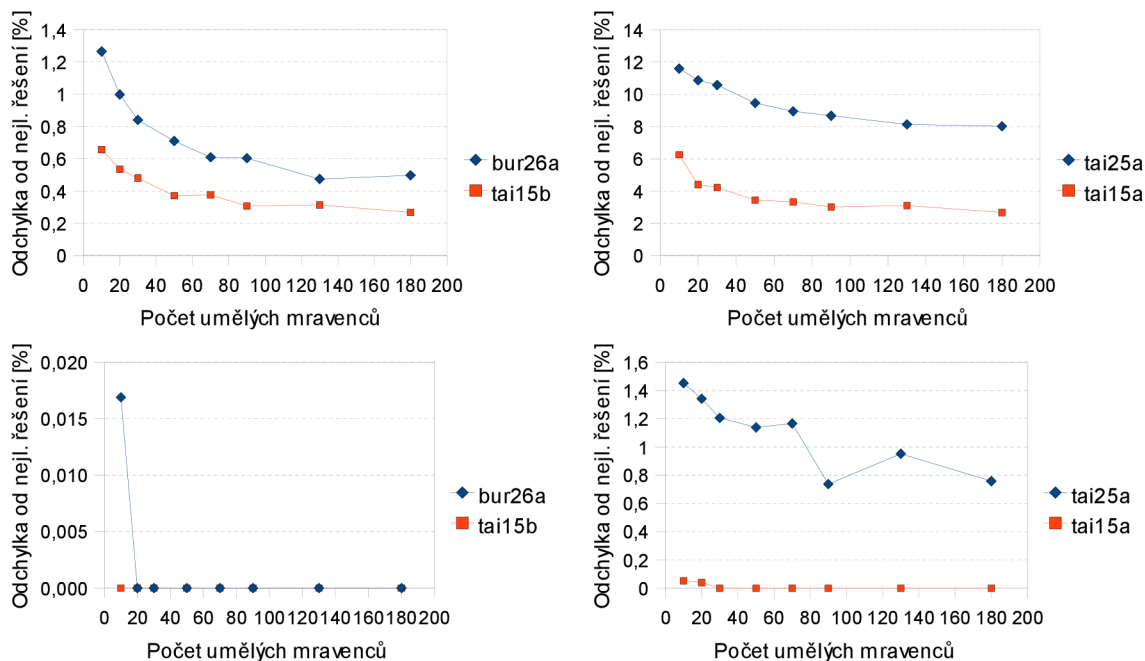 Odchylka od nejl. řešení [%]
1,4
1,2
1
0,8
0,6
0,4
0,2
0
0 20 40 60 80 100 120 140 160 180 200
Počet umělých mravenců
bur26a
tai15b
Odchylka od nejl. řešení [%]
14
12
10
8
6
4
2
0
0 20 40 60 80 100 120 140 160 180 200
Počet umělých mravenců
tai25a
tai15a
Odchylka od nejl. řešení [%]
0,020
0,015
0,010
0,005
0,000
0 20 40 60 80 100 120 140 160 180 200
Počet umělých mravenců
bur26a
tai15b
Odchylka od nejl. řešení [%]
1,6
1,4
1,2
1
0,8
0,6
0,4
0,2
0
0 20 40 60 80 100 120 140 160 180 200
Počet umělých mravenců
tai25a
tai15a